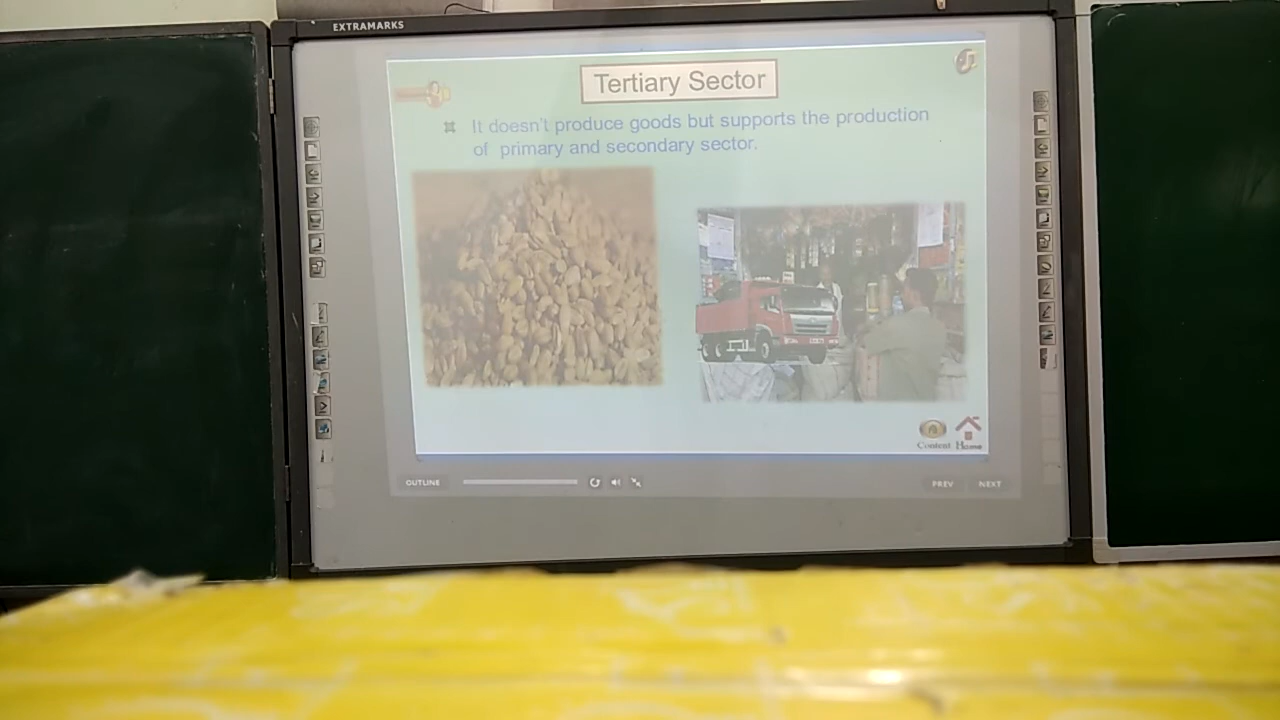 EXTRAMARKS
Tertiary Sector
It doesn't produce goods but supports the production
of primary and secondary sector.
Content Home
OUTLINE
PREV NEXT